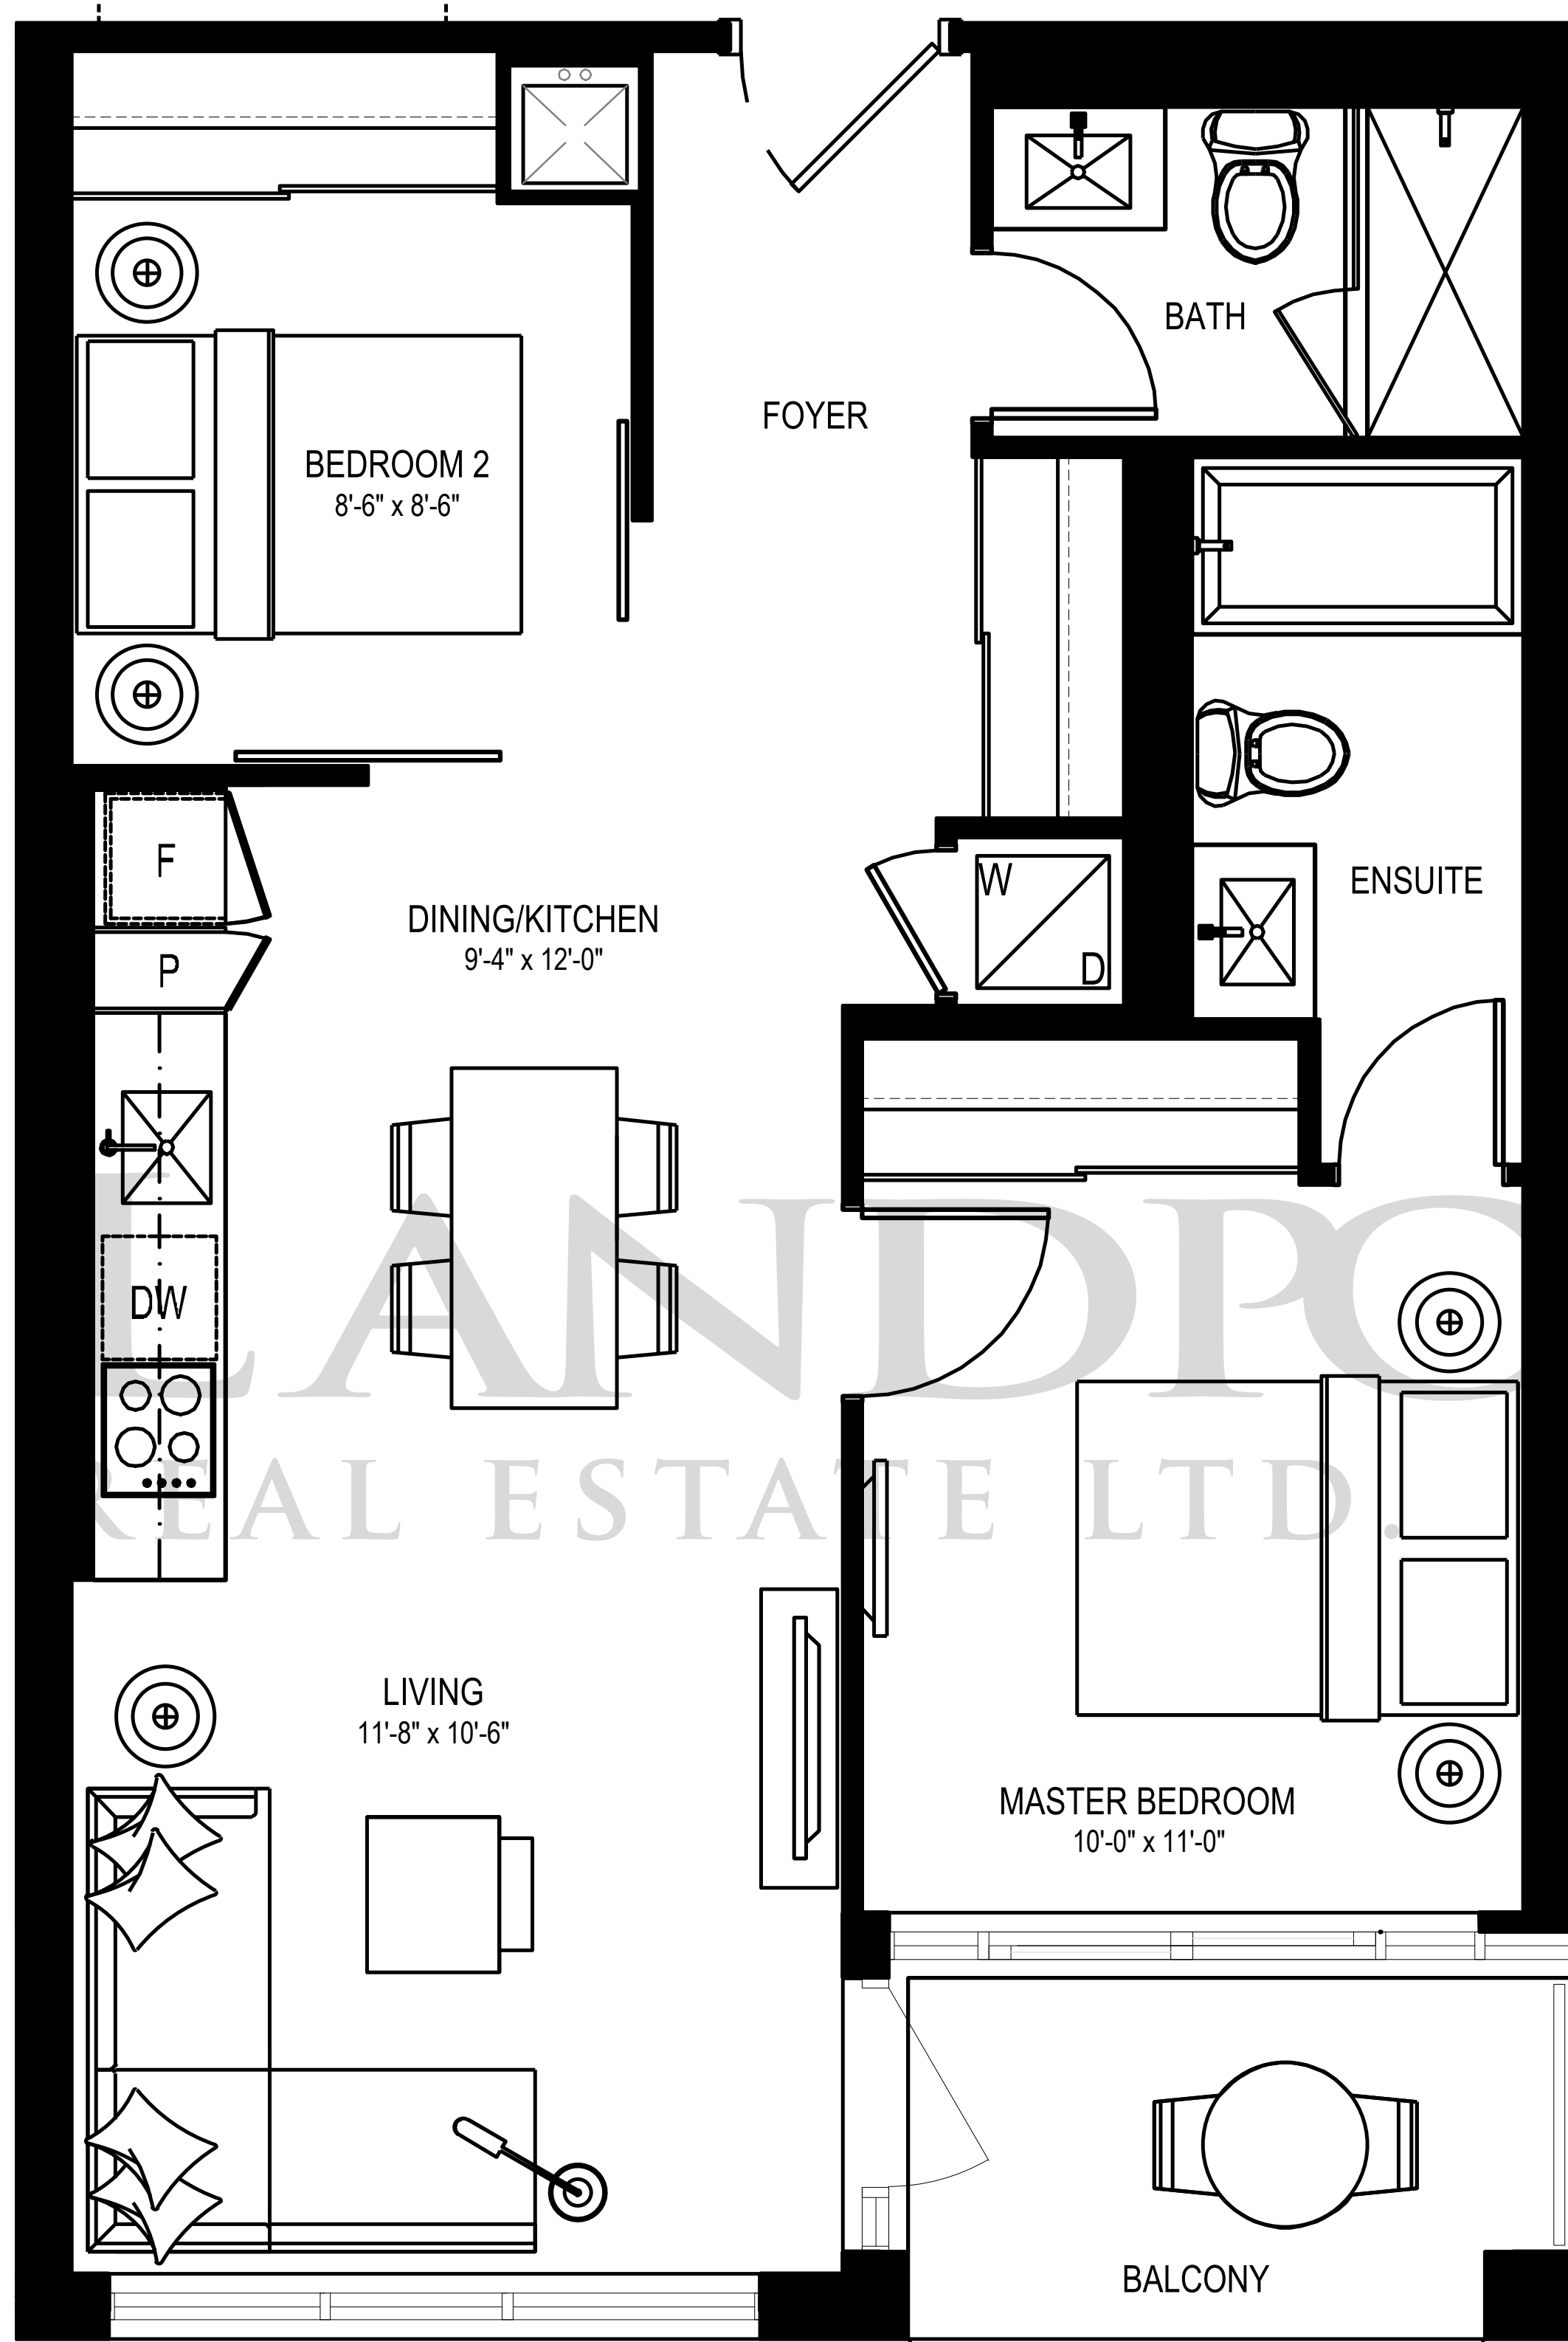 BATH
FOYER
BEDROOM 2
8'-6" x 8'-6"
F
P
DINING/KITCHEN
9'-4" x 12'-0"
W
D
ENSUITE
DW
LANDPO
REAL ESTATE LTD.
LIVING
11'-8" x 10'-6"
MASTER BEDROOM
10'-0" x 11'-0"
BALCONY